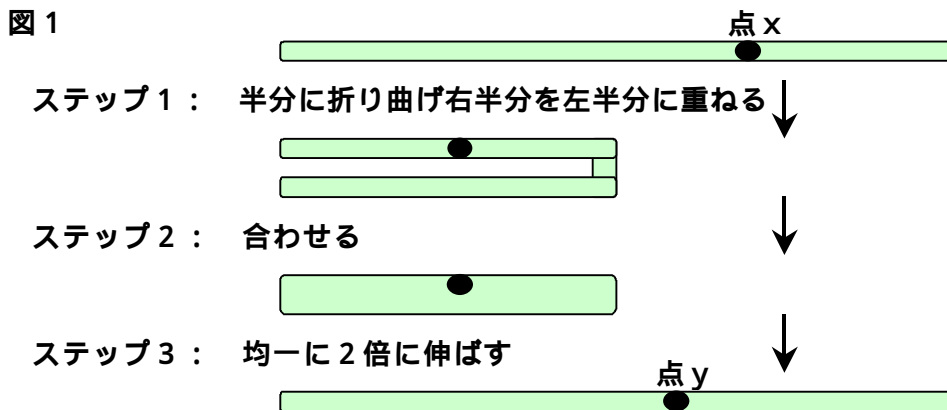 図1
点x
ステップ1: 半分に折り曲げ右半分を左半分に重ねる
ステップ2: 合わせる
ステップ3: 均一に2倍に伸ばす
点y